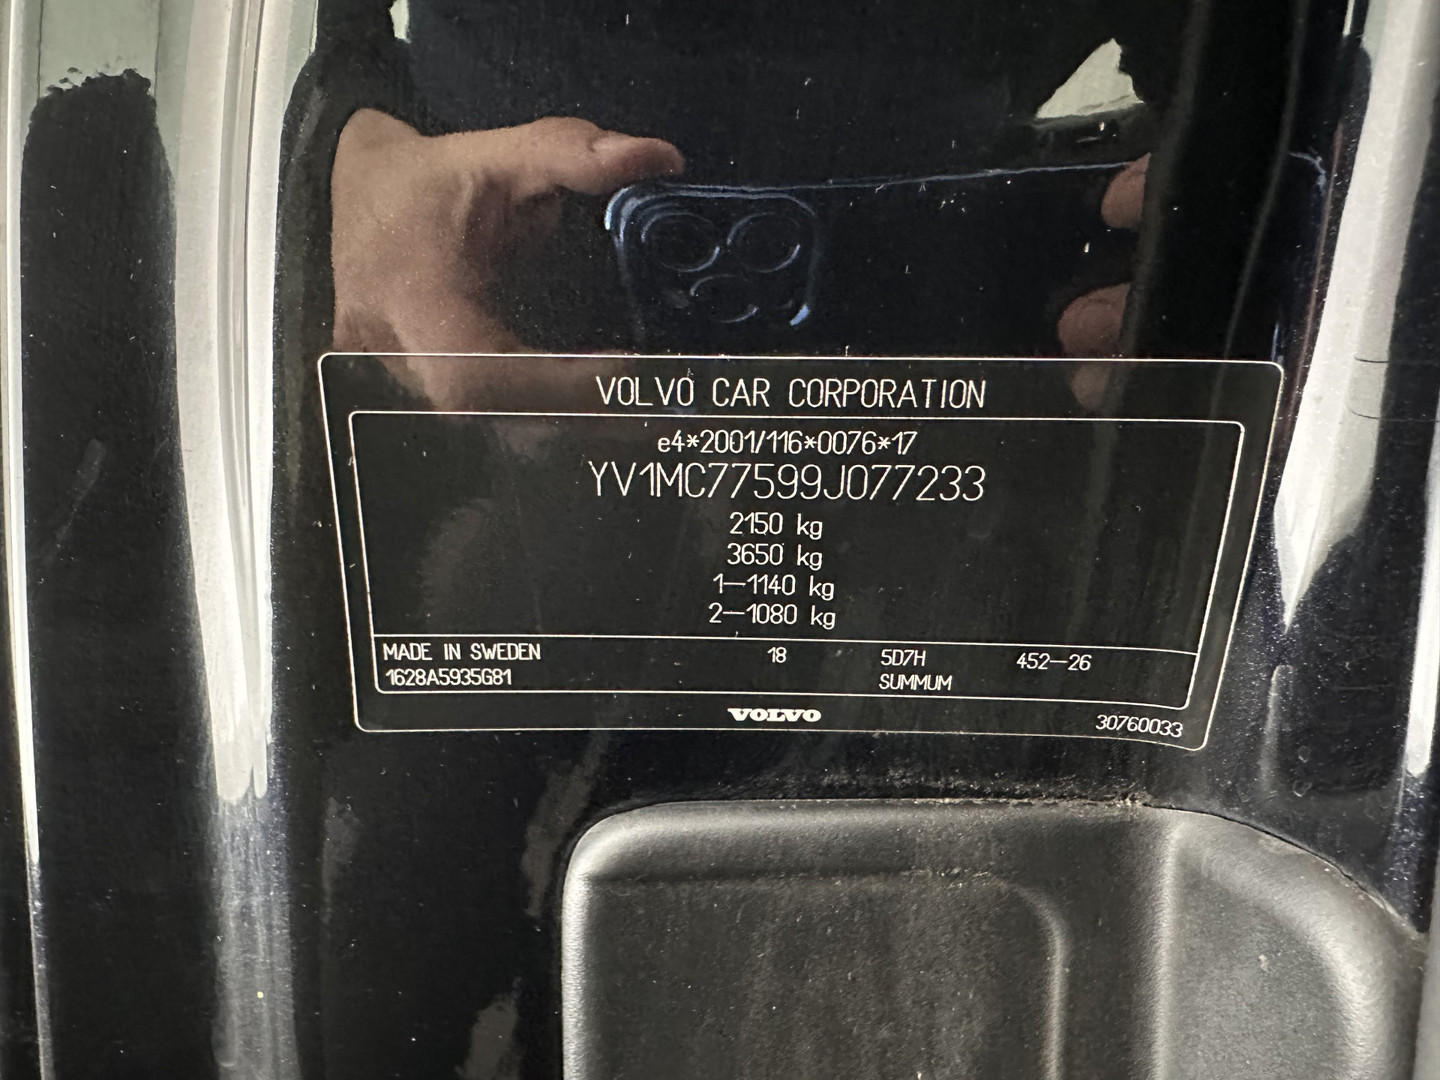 VOLVO CAR CORPORATION
e4*2001/116*0076*17
YV1MC77599J077233
2150 kg
3650 kg
1—1140 kg
2—1080 kg
MADE IN SWEDEN 18 5D7H 452—26
1628A5935G81 SUMMUM
VOLVO 30760033